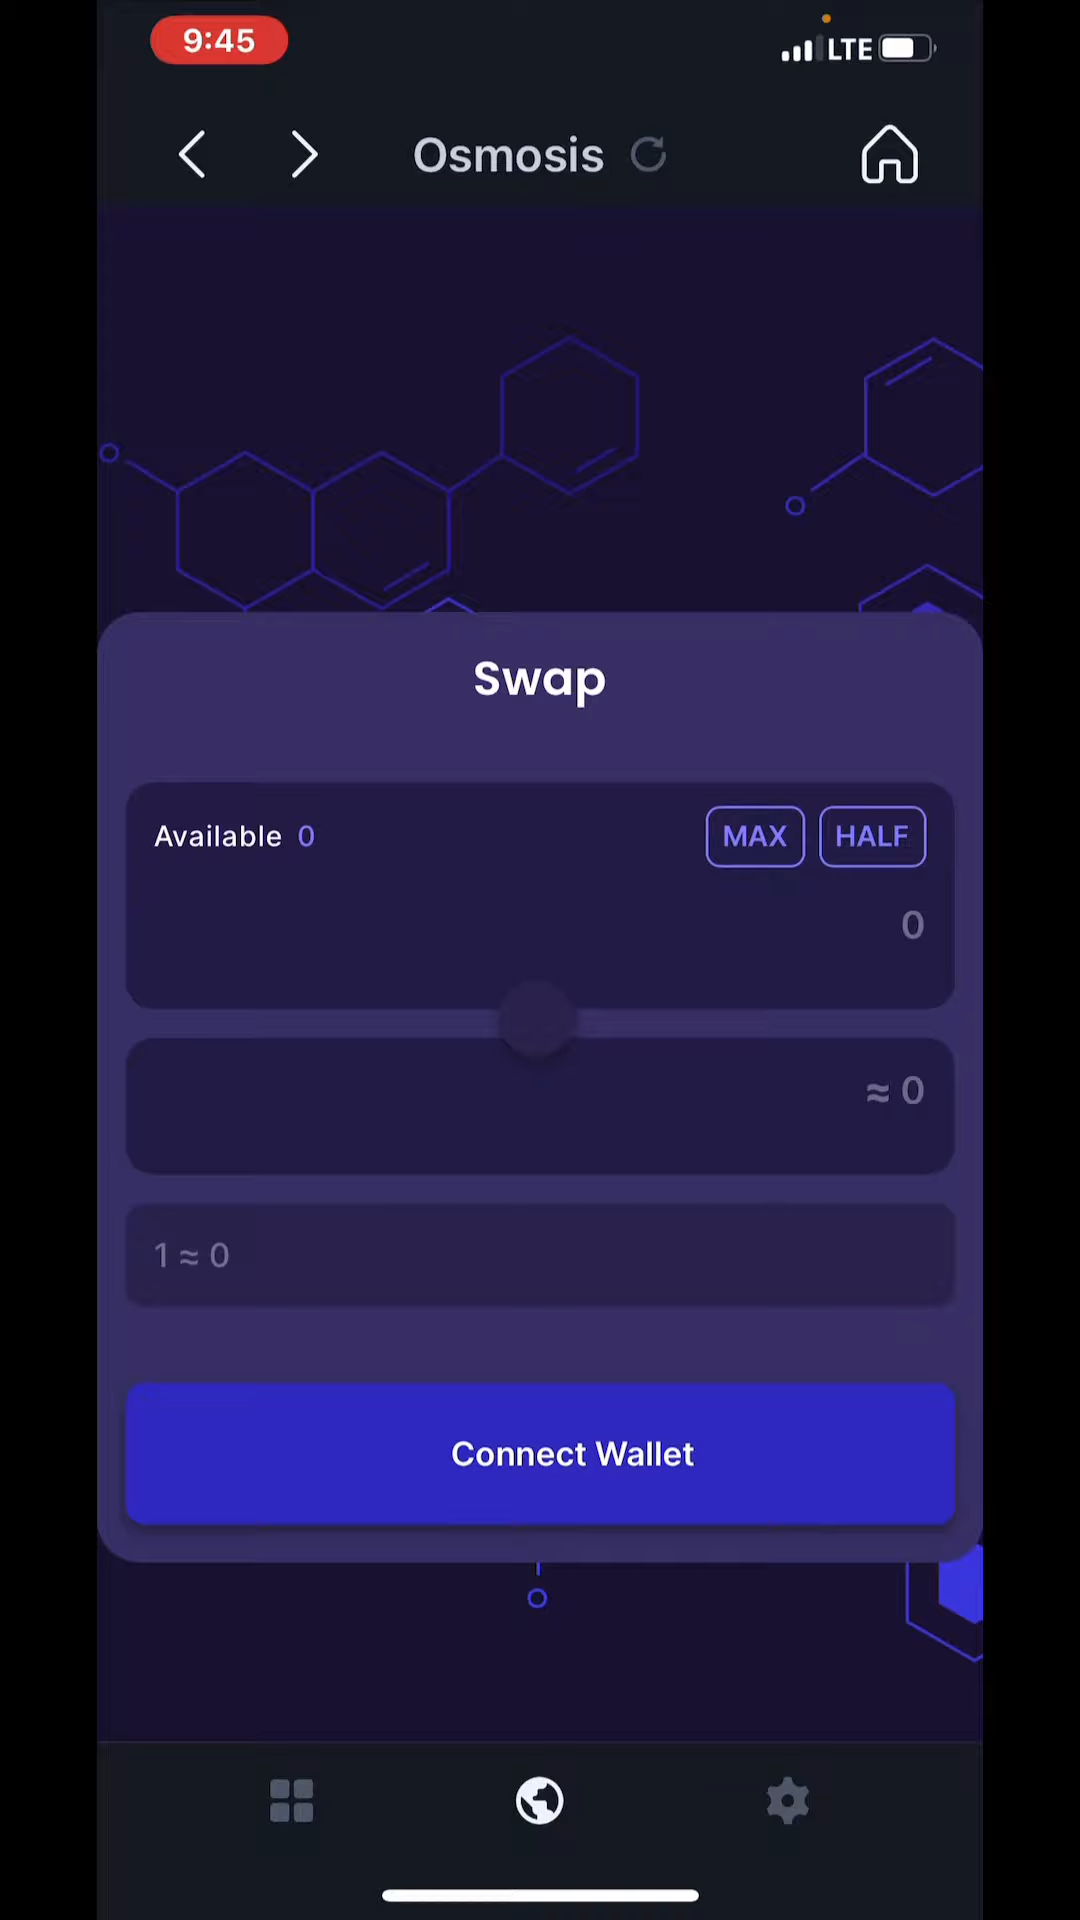 9:45
LTE
Osmosis
Swap
Available 0
MAX
HALF
0
≈ 0
1 ≈ 0
Connect Wallet